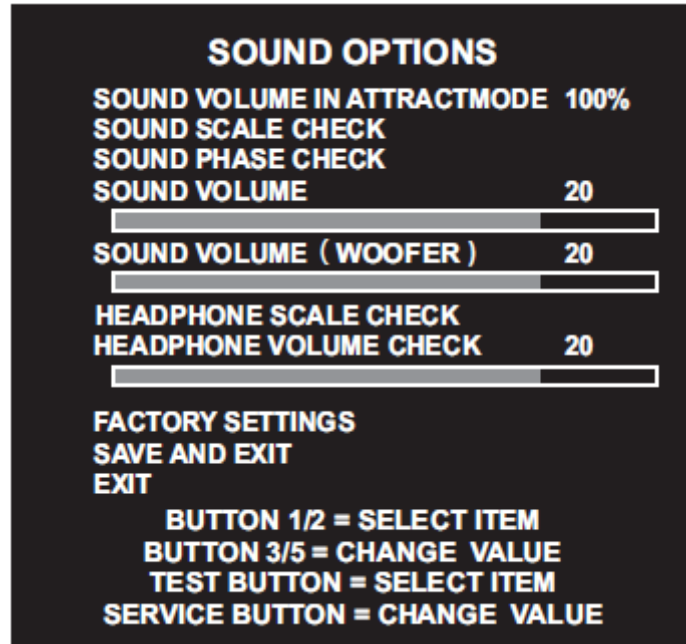 SOUND OPTIONS
SOUND VOLUME IN ATTRACTMODE 100%
SOUND SCALE CHECK
SOUND PHASE CHECK
SOUND VOLUME 20
SOUND VOLUME ( WOOFER ) 20
HEADPHONE SCALE CHECK
HEADPHONE VOLUME CHECK 20
FACTORY SETTINGS
SAVE AND EXIT
EXIT
BUTTON 1/2 = SELECT ITEM
BUTTON 3/5 = CHANGE VALUE
TEST BUTTON = SELECT ITEM
SERVICE BUTTON = CHANGE VALUE